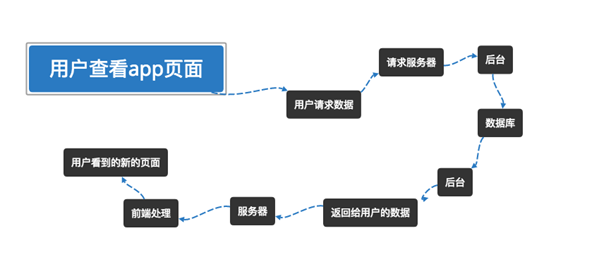 用户查看app页面
用户请求数据
请求服务器
后台
数据库
后台
返回给用户的数据
服务器
前端处理
用户看到的新的页面